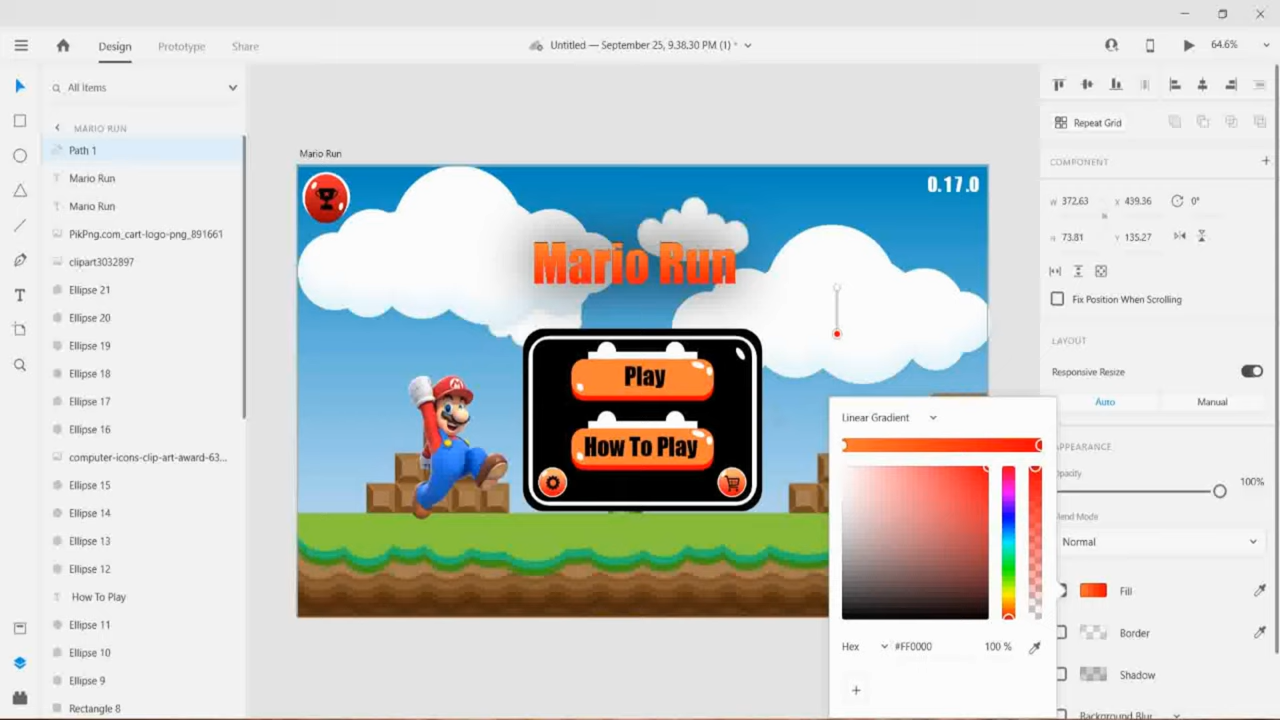 Design
Prototype
Share
Untitled — September 25, 9.38.30 PM (1) *
64.6%
All Items
MARIO RUN
Path 1
Mario Run
Mario Run
PikPng.com_cart-logo-png_891661
clipart3032897
Ellipse 21
Ellipse 20
Ellipse 19
Ellipse 18
Ellipse 17
Ellipse 16
computer-icons-clip-art-award-63...
Ellipse 15
Ellipse 14
Ellipse 13
Ellipse 12
How To Play
Ellipse 11
Ellipse 10
Ellipse 9
Rectangle 8
Mario Run
0.17.0
Mario Run
Play
How To Play
Linear Gradient
Hex #FF0000 100 %
Repeat Grid
COMPONENT
W 372.63 X 439.36 0°
H 73.81 Y 135.27
Fix Position When Scrolling
LAYOUT
Responsive Resize
Auto Manual
APPEARANCE
Opacity
100%
Blend Mode
Normal
Fill
Border
Shadow
Background Blur